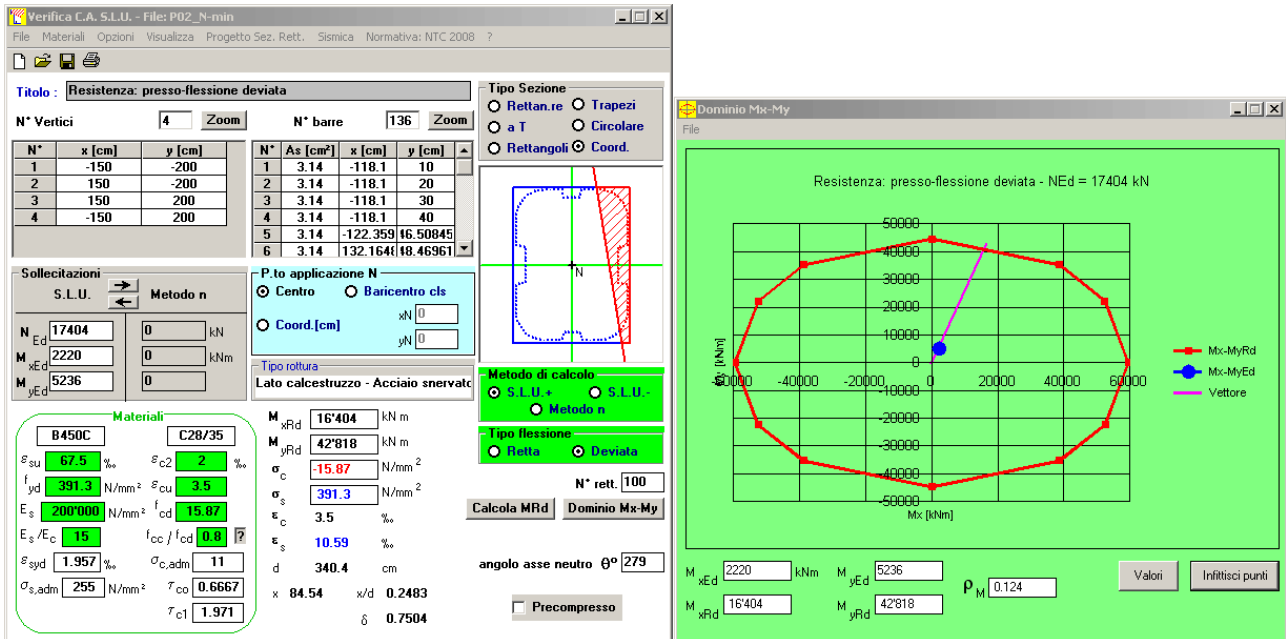 Verifica C.A. S.L.U. - File: P02_N-min
File Materiali Opzioni Visualizza Progetto Sez. Rett. Sismica Normativa: NTC 2008 ?
Titolo : Resistenza: presso-flessione deviata
N° Vertici 4 Zoom
N° barre 136 Zoom
N° x [cm] y [cm]
1 -150 -200
2 150 -200
3 150 200
4 -150 200
N° As [cm²] x [cm] y [cm]
1 3.14 -118.1 10
2 3.14 -118.1 20
3 3.14 -118.1 30
4 3.14 -118.1 40
5 3.14 -122.359
6 3.14
Tipo Sezione
Rettan.re Trapezi
a T Circolare
Rettangoli Coord.
N
Sollecitazioni
S.L.U. Metodo n
N Ed 17404 0 kN
M xEd 2220 0 kNm
M yEd 5236 0
P.to applicazione N
Centro Baricentro cls
Coord.[cm] xN 0
yN 0
Tipo rottura
Lato calcestruzzo - Acciaio snervato
Metodo di calcolo
S.L.U.+ S.L.U.-
Metodo n
Tipo flessione
Retta Deviata
N° rett. 100
Calcola MRd Dominio Mx-My
angolo asse neutro θ° 279
Precompresso
Materiali
B450C C28/35
εsu 67.5 ‰ εc2 2 ‰
fyd 391.3 N/mm² εcu 3.5
Es 200'000 N/mm² fcd 15.87
Es/Ec 15 fcc / fcd 0.8 ?
εsyd 1.957 ‰ σc,adm 11
σs,adm 255 N/mm² τco 0.6667
τc1 1.971
M xRd 16'404 kN m
M yRd 42'818 kN m
σc -15.87 N/mm²
σs 391.3 N/mm²
εc 3.5 ‰
εs 10.59 ‰
d 340.4 cm
x 84.54 x/d 0.2483
δ 0.7504
Dominio Mx-My
File
Resistenza: presso-flessione deviata - NEd = 17404 kN
50000
40000
30000
20000
10000
0
-10000
-20000
-30000
-40000
-50000
-60000 -40000 -20000 0 20000 40000 60000
Mx [kNm]
Mx-MyRd
Mx-MyEd
Vettore
M xEd 2220 kNm M yEd 5236
M xRd 16'404 M yRd 42'818
ρM 0.124
Valori
Infittisci punti